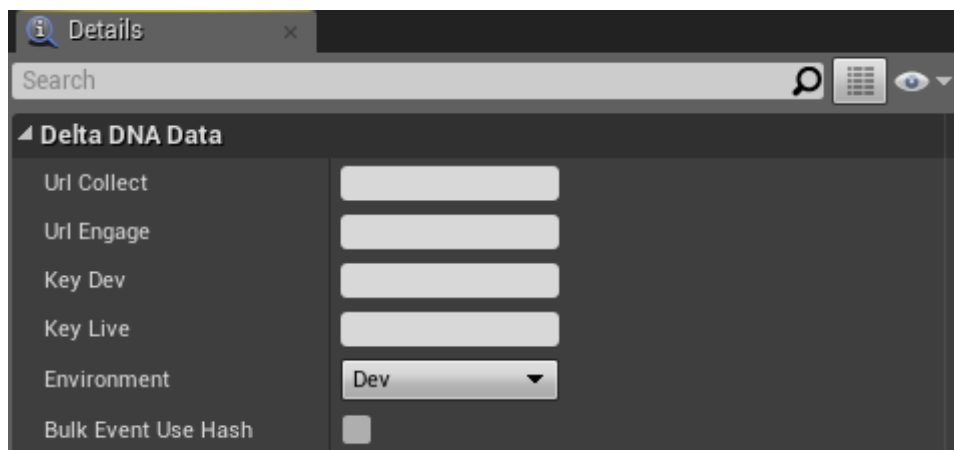 Details
Search
Delta DNA Data
Url Collect
Url Engage
Key Dev
Key Live
Environment
Dev
Bulk Event Use Hash